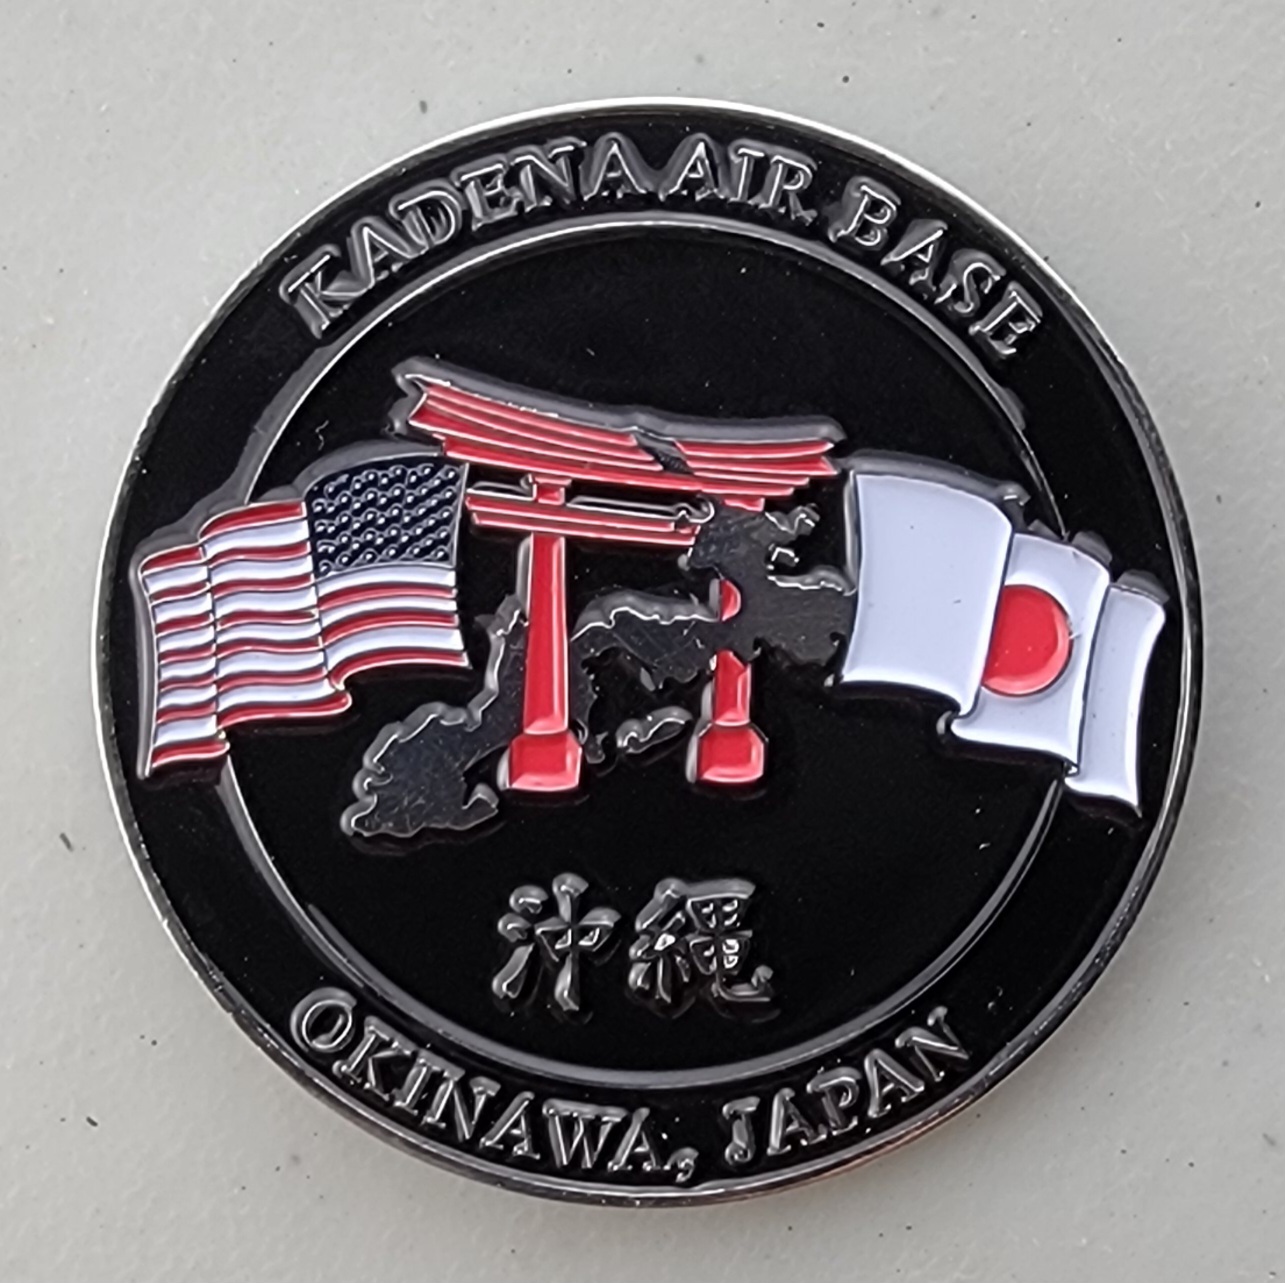 KADENA AIR BASE
沖縄
OKINAWA, JAPAN